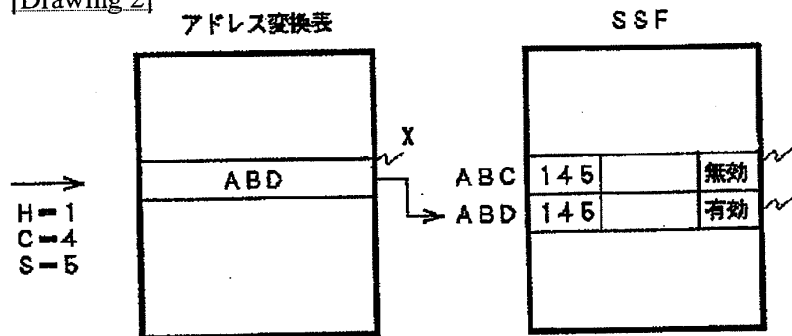 [Drawing 2]
アドレス変換表
SSF
X
ABD
ABC 145 無効
ABD 145 有効
H=1
C=4
S=5